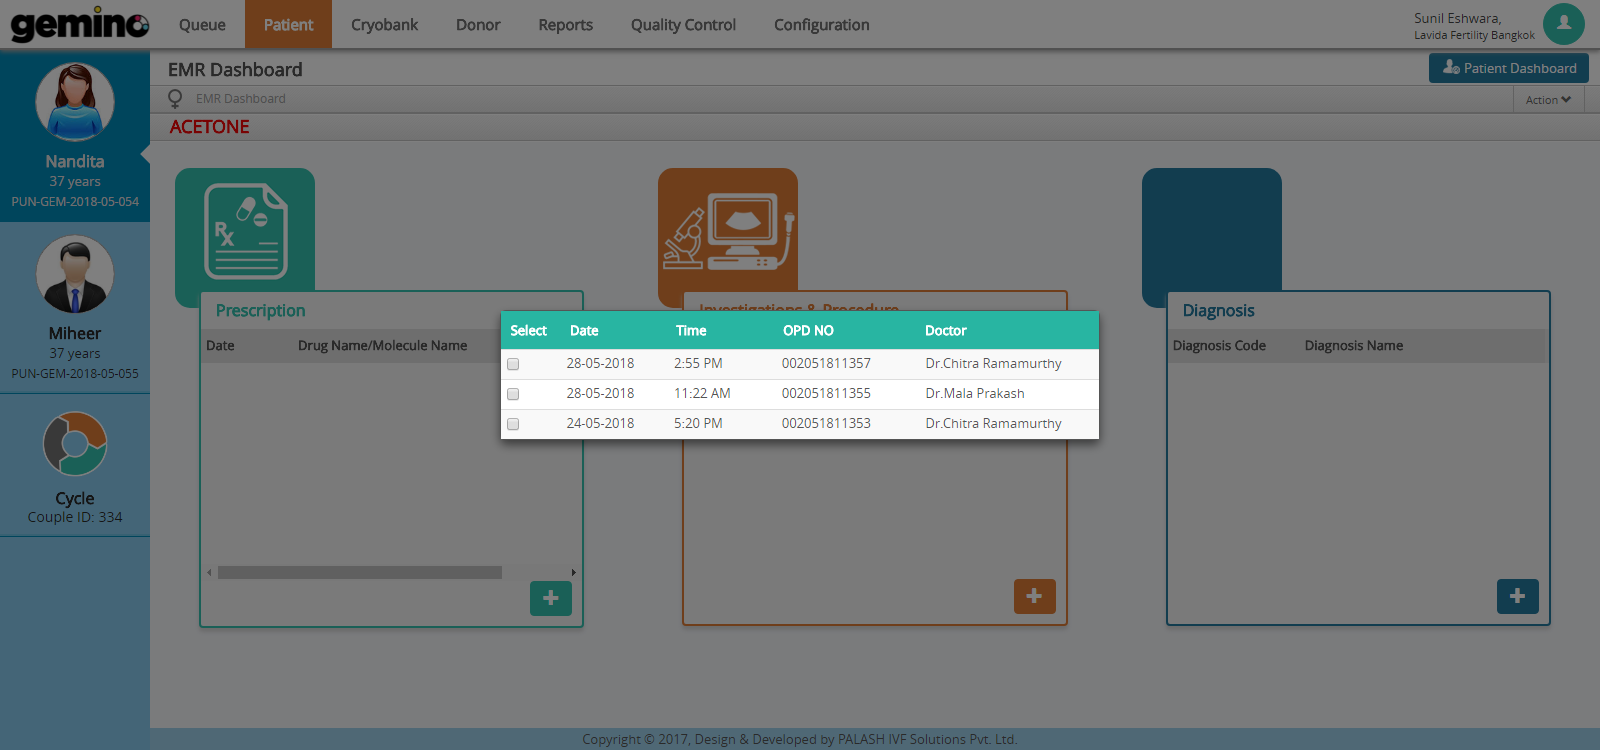 gemino
Queue Patient Cryobank Donor Reports Quality Control Configuration
Sunil Eshwara,
Lavida Fertility Bangkok
EMR Dashboard
Patient Dashboard
EMR Dashboard
Action
ACETONE
Nandita
37 years
PUN-GEM-2018-05-054
Miheer
37 years
PUN-GEM-2018-05-055
Cycle
Couple ID: 334
Rx
Prescription
Date Drug Name/Molecule Name
Investigations & Procedure
Diagnosis
Diagnosis Code Diagnosis Name
Select Date Time OPD NO Doctor
28-05-2018 2:55 PM 002051811357 Dr.Chitra Ramamurthy
28-05-2018 11:22 AM 002051811355 Dr.Mala Prakash
24-05-2018 5:20 PM 002051811353 Dr.Chitra Ramamurthy
Copyright © 2017, Design & Developed by PALASH IVF Solutions Pvt. Ltd.